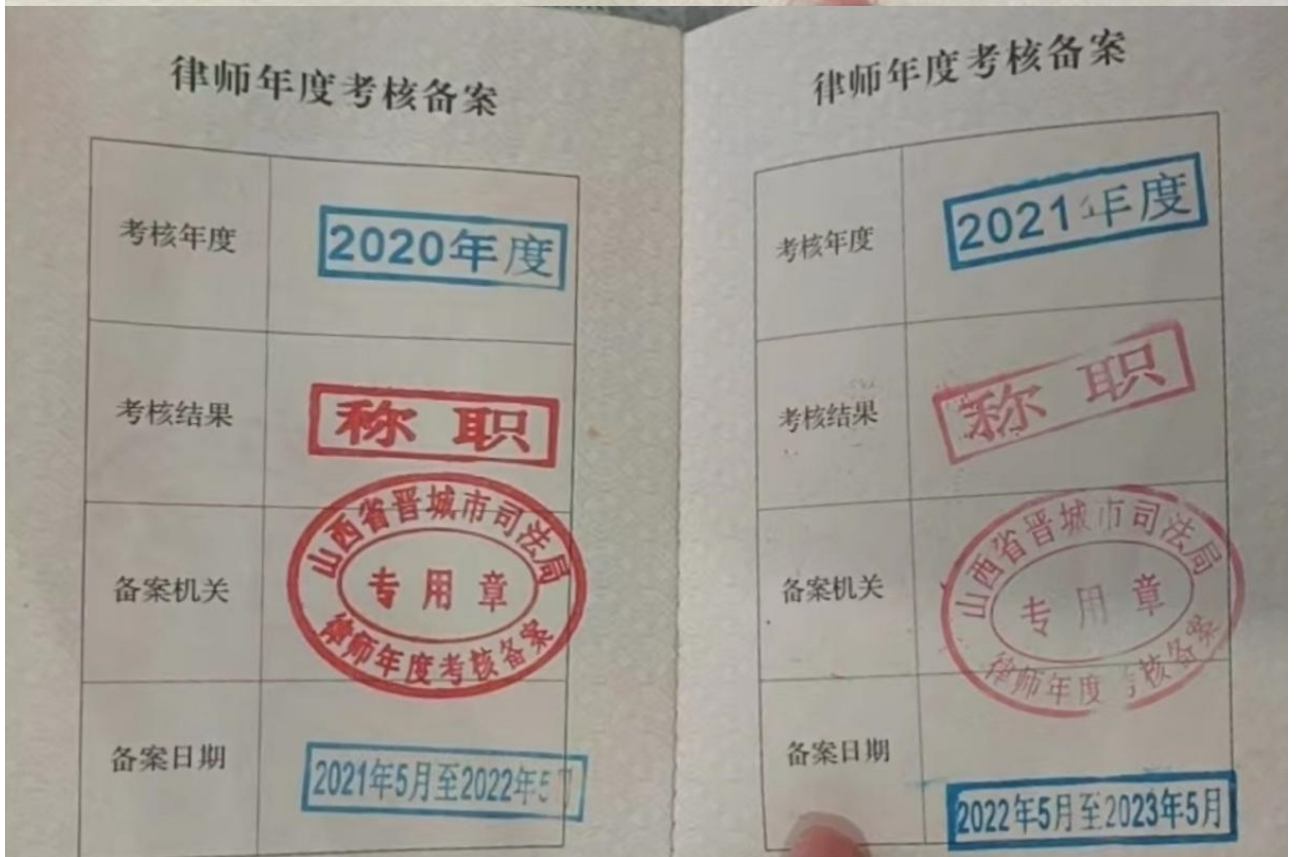 律师年度考核备案
考核年度
2020年度
考核结果
称职
备案机关
山西省晋城市司法局
专用章
律师年度考核备案
备案日期
2021年5月至2022年5月
律师年度考核备案
考核年度
2021年度
考核结果
称职
备案机关
山西省晋城市司法局
专用章
律师年度考核备案
备案日期
2022年5月至2023年5月